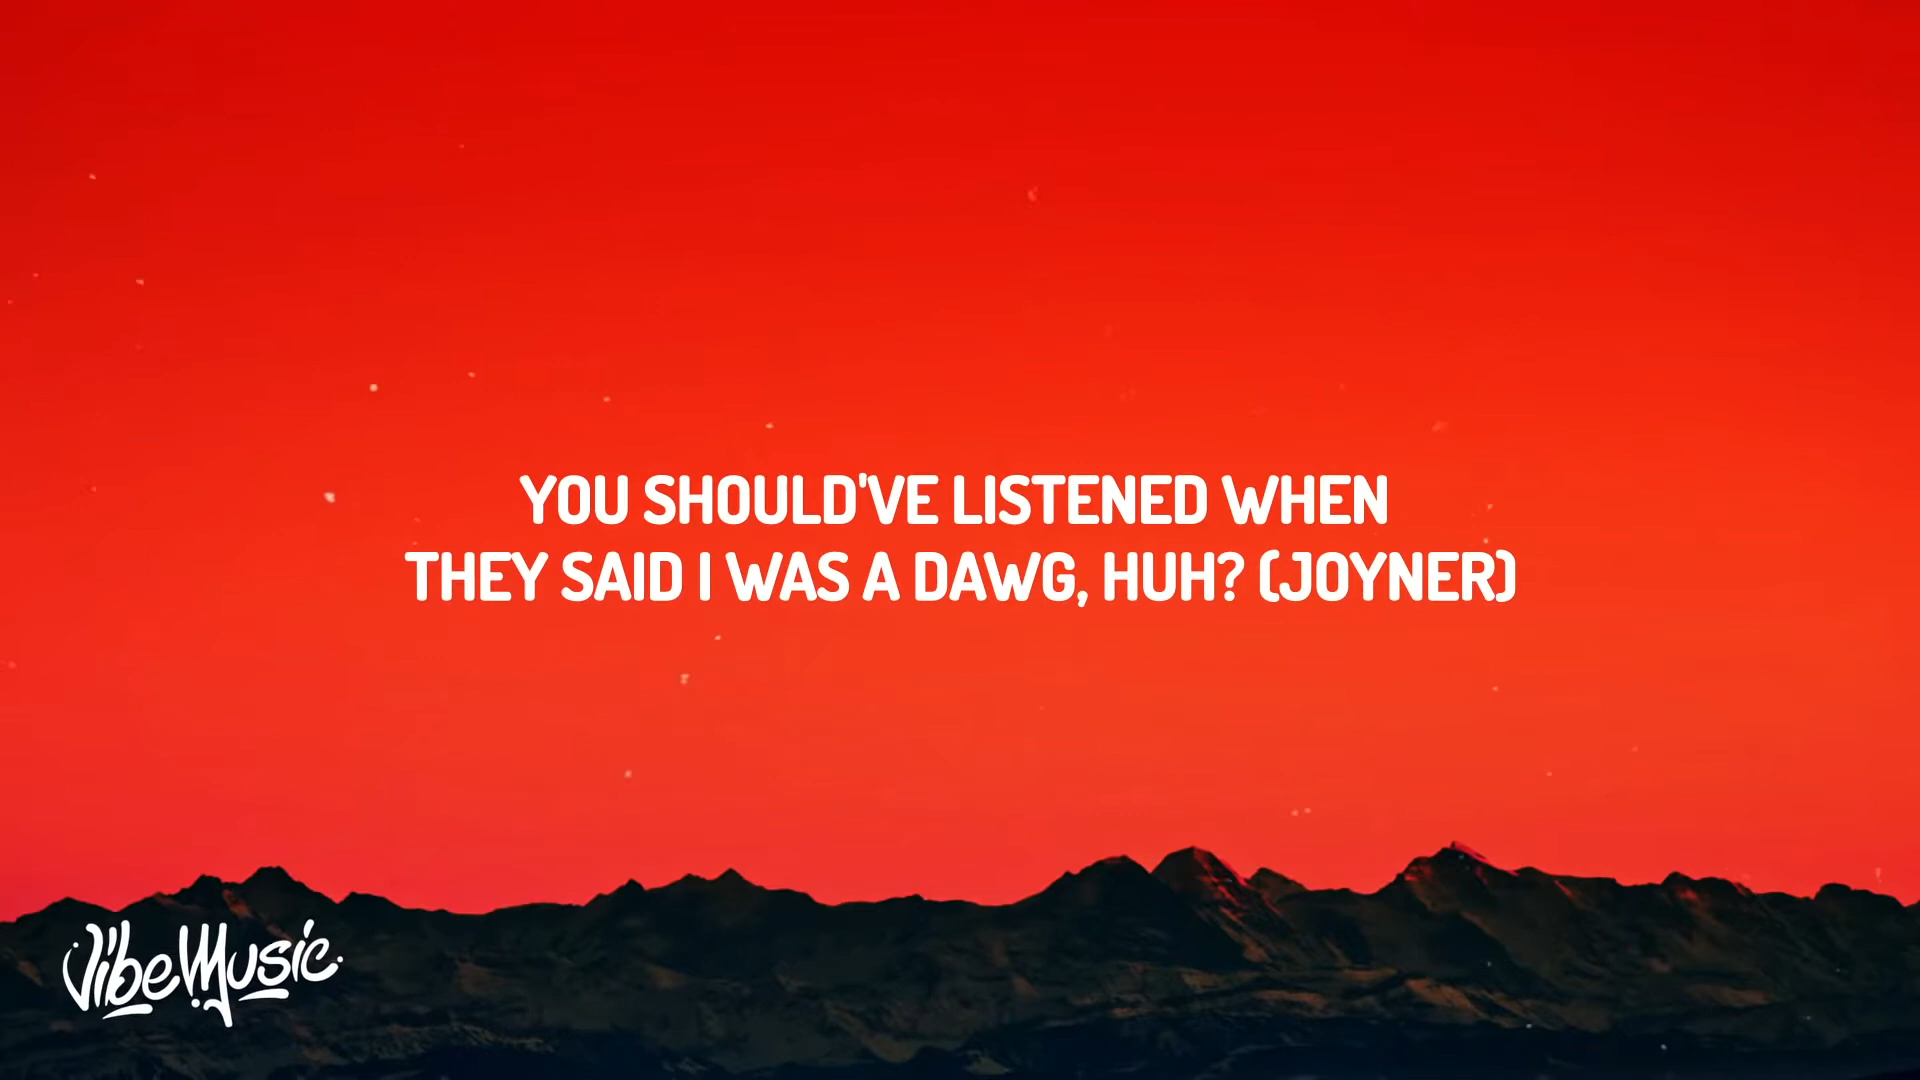 YOU SHOULD'VE LISTENED WHEN
THEY SAID I WAS A DAWG, HUH? (JOYNER)
VibeMusic